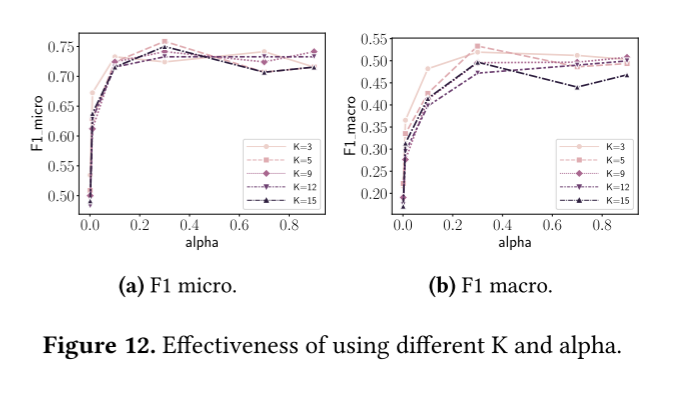 0.75
0.70
0.65
0.60
0.55
0.50
F1_micro
K=3
K=5
K=9
K=12
K=15
0.0 0.2 0.4 0.6 0.8
alpha
0.55
0.50
0.45
0.40
0.35
0.30
0.25
0.20
F1_macro
K=3
K=5
K=9
K=12
K=15
0.0 0.2 0.4 0.6 0.8
alpha
(a) F1 micro.
(b) F1 macro.
Figure 12. Effectiveness of using different K and alpha.